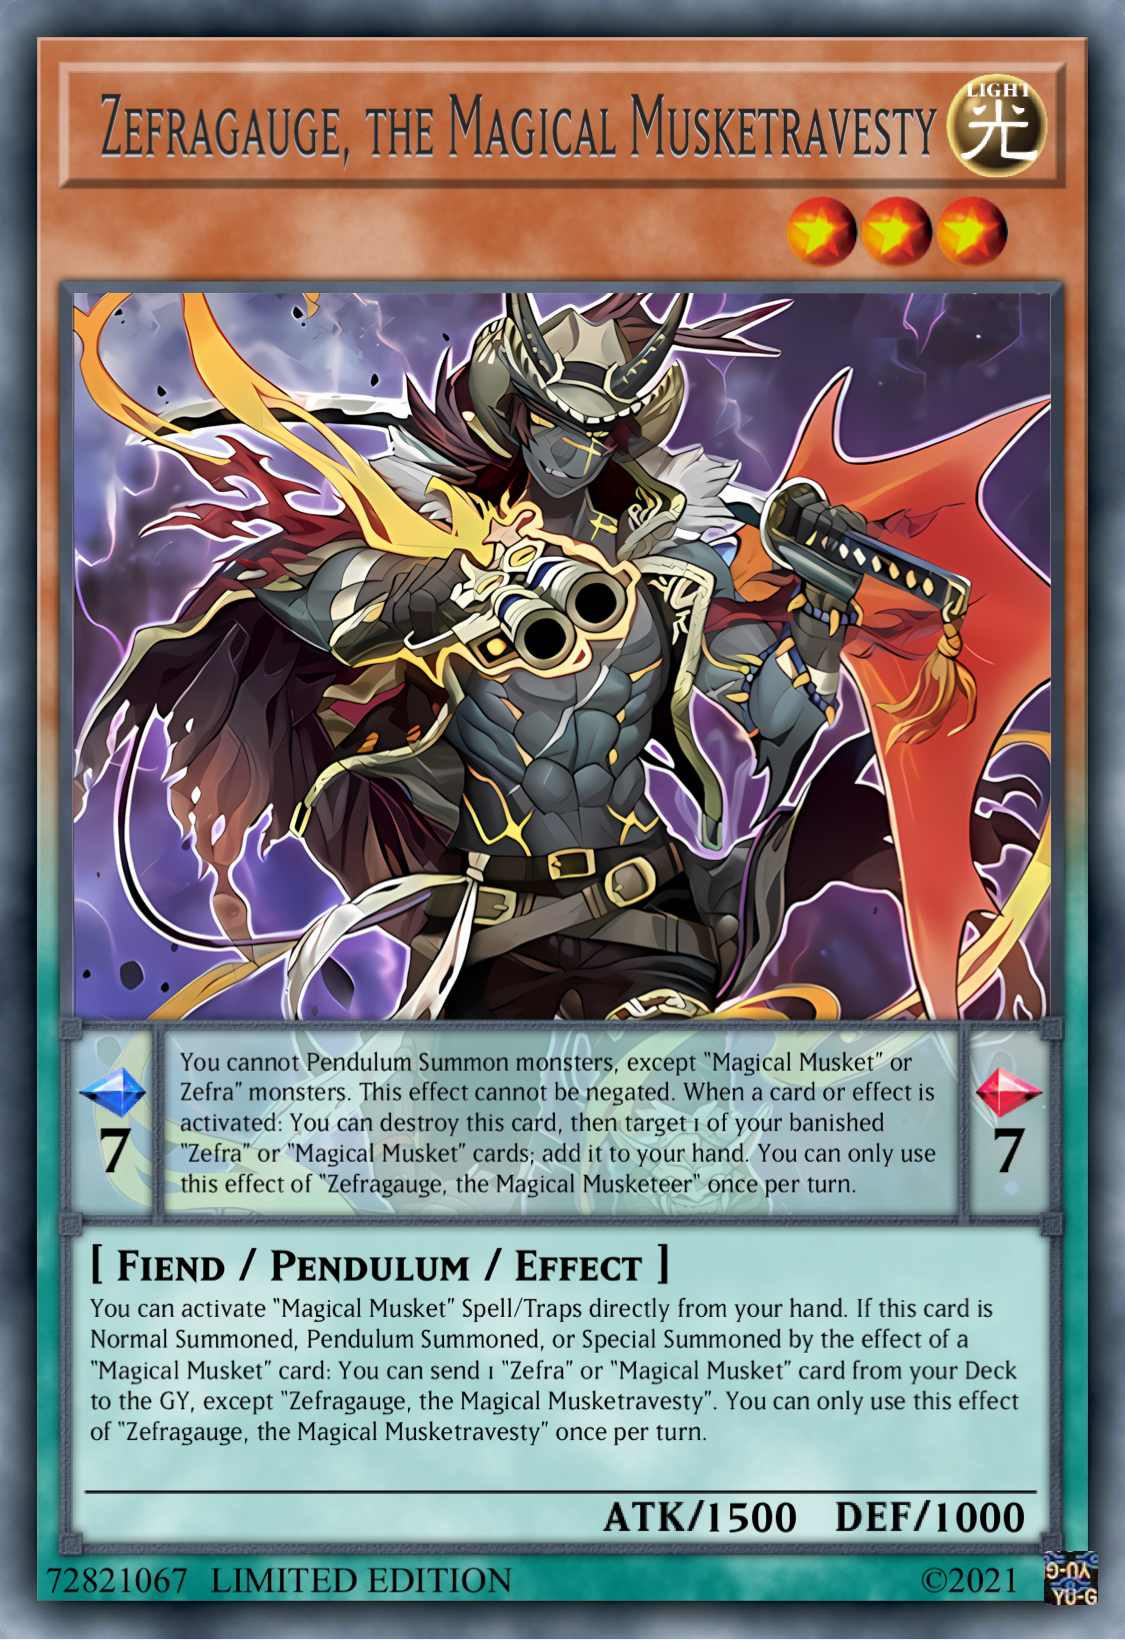 Zefragauge, the Magical Musketravesty
LIGHT
光
You cannot Pendulum Summon monsters, except "Magical Musket" or
Zefra" monsters. This effect cannot be negated. When a card or effect is
activated: You can destroy this card, then target 1 of your banished
"Zefra" or "Magical Musket" cards; add it to your hand. You can only use
this effect of "Zefragauge, the Magical Musketeer" once per turn.
7
7
[ Fiend / Pendulum / Effect ]
You can activate "Magical Musket" Spell/Traps directly from your hand. If this card is
Normal Summoned, Pendulum Summoned, or Special Summoned by the effect of a
"Magical Musket" card: You can send 1 "Zefra" or "Magical Musket" card from your Deck
to the GY, except "Zefragauge, the Magical Musketravesty". You can only use this effect
of "Zefragauge, the Magical Musketravesty" once per turn.
ATK/1500 DEF/1000
72821067 LIMITED EDITION
©2021
YU-G
YU-G